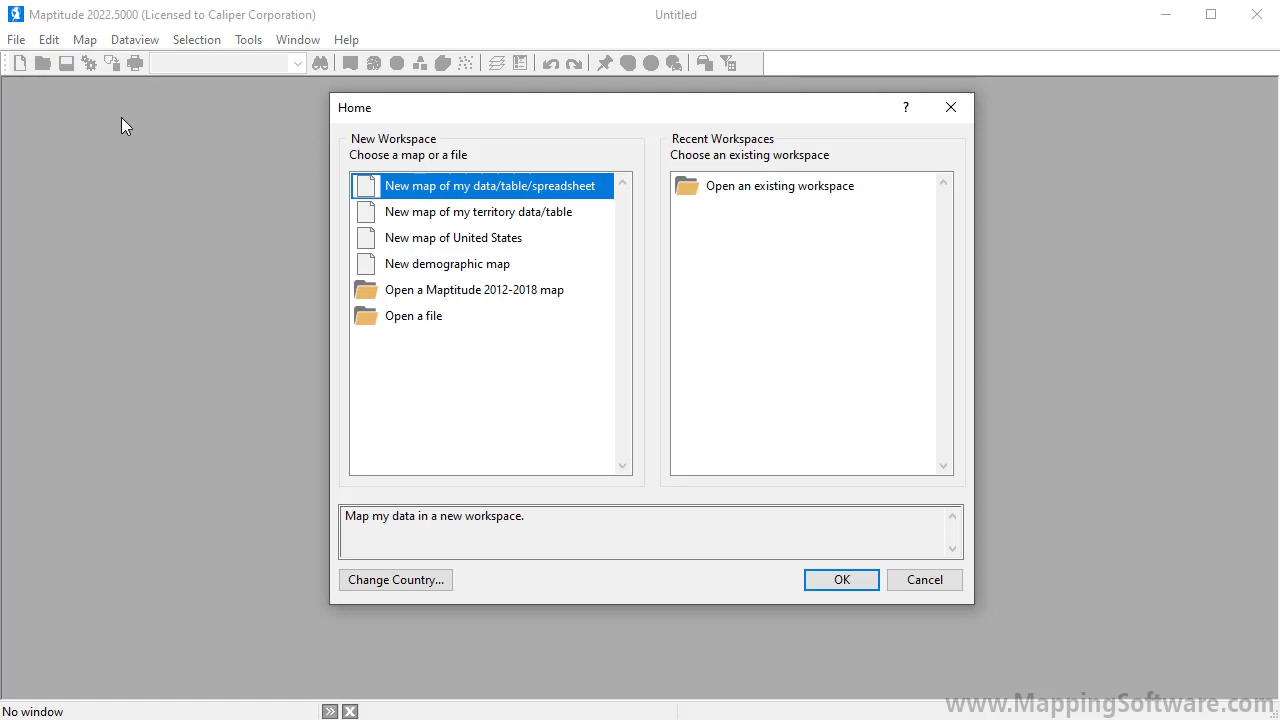 Maptitude 2022.5000 (Licensed to Caliper Corporation)
Untitled
File Edit Map Dataview Selection Tools Window Help
Home
?
New Workspace
Choose a map or a file
New map of my data/table/spreadsheet
New map of my territory data/table
New map of United States
New demographic map
Open a Maptitude 2012-2018 map
Open a file
Recent Workspaces
Choose an existing workspace
Open an existing workspace
Map my data in a new workspace.
Change Country...
OK
Cancel
No window
www.MappingSoftware.com